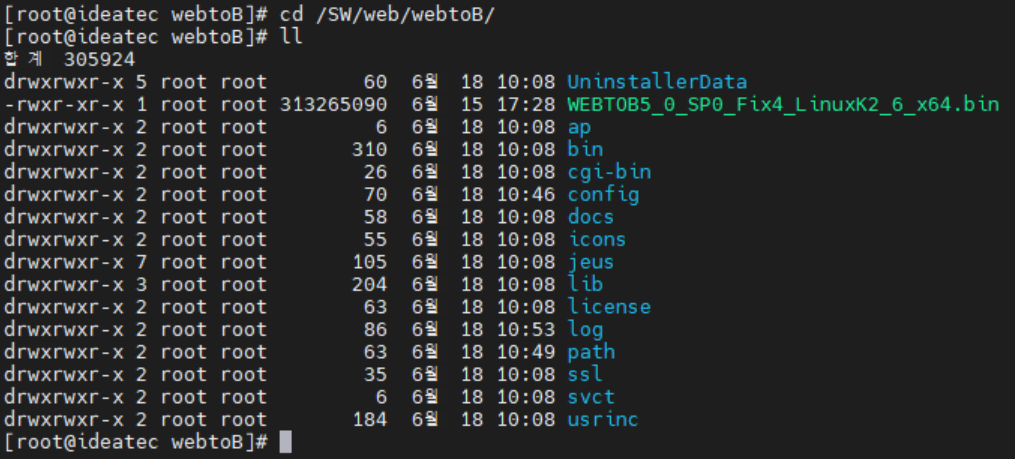 [root@ideatec webtoB]# cd /SW/web/webtoB/
[root@ideatec webtoB]# ll
합계 305924
drwxrwxr-x 5 root root 60 6월 18 10:08 UninstallerData
-rwxr-xr-x 1 root root 313265090 6월 15 17:28 WEBTOB5_0_SP0_Fix4_LinuxK2_6_x64.bin
drwxrwxr-x 2 root root 6 6월 18 10:08 ap
drwxrwxr-x 2 root root 310 6월 18 10:08 bin
drwxrwxr-x 2 root root 26 6월 18 10:08 cgi-bin
drwxrwxr-x 2 root root 70 6월 18 10:46 config
drwxrwxr-x 2 root root 58 6월 18 10:08 docs
drwxrwxr-x 2 root root 55 6월 18 10:08 icons
drwxrwxr-x 7 root root 105 6월 18 10:08 jeus
drwxrwxr-x 3 root root 204 6월 18 10:08 lib
drwxrwxr-x 2 root root 63 6월 18 10:08 license
drwxrwxr-x 2 root root 86 6월 18 10:53 log
drwxrwxr-x 2 root root 63 6월 18 10:49 path
drwxrwxr-x 2 root root 35 6월 18 10:08 ssl
drwxrwxr-x 2 root root 6 6월 18 10:08 svct
drwxrwxr-x 2 root root 184 6월 18 10:08 usrinc
[root@ideatec webtoB]#